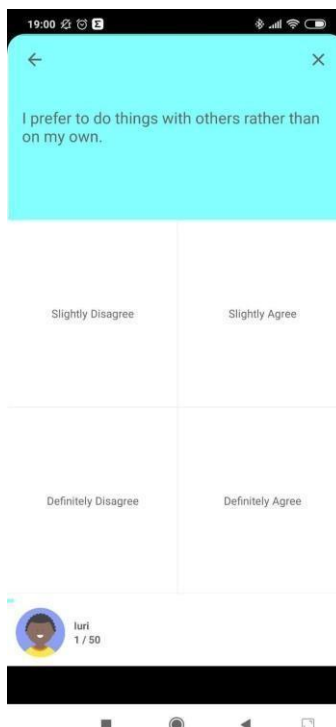 19:00
I prefer to do things with others rather than
on my own.
Slightly Disagree
Slightly Agree
Definitely Disagree
Definitely Agree
Iuri
1 / 50